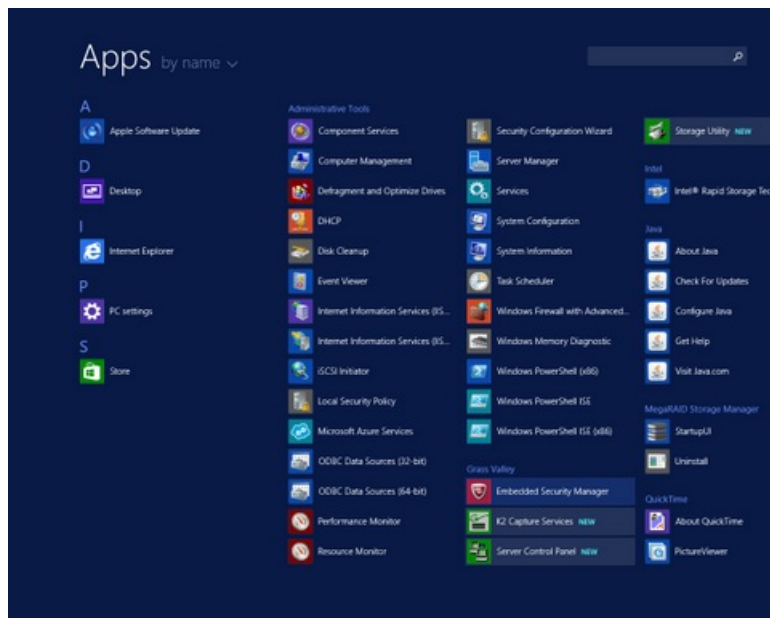 Apps by name
A
Apple Software Update
D
Desktop
I
Internet Explorer
P
PC settings
S
Store
Administrative Tools
Component Services
Computer Management
Defragment and Optimize Drives
DHCP
Disk Cleanup
Event Viewer
Internet Information Services (IIS...
Internet Information Services (IIS...
iSCSI Initiator
Local Security Policy
Microsoft Azure Services
ODBC Data Sources (32-bit)
ODBC Data Sources (64-bit)
Performance Monitor
Resource Monitor
Security Configuration Wizard
Server Manager
Services
System Configuration
System Information
Task Scheduler
Windows Firewall with Advanced...
Windows Memory Diagnostic
Windows PowerShell (x86)
Windows PowerShell ISE
Windows PowerShell ISE (x86)
Grass Valley
Embedded Security Manager
K2 Capture Services NEW
Server Control Panel NEW
Storage Utility NEW
Intel
Intel® Rapid Storage Tec
Java
About Java
Check For Updates
Configure Java
Get Help
Visit Java.com
MegaRAID Storage Manager
StartupUI
Uninstall
QuickTime
About QuickTime
PictureViewer